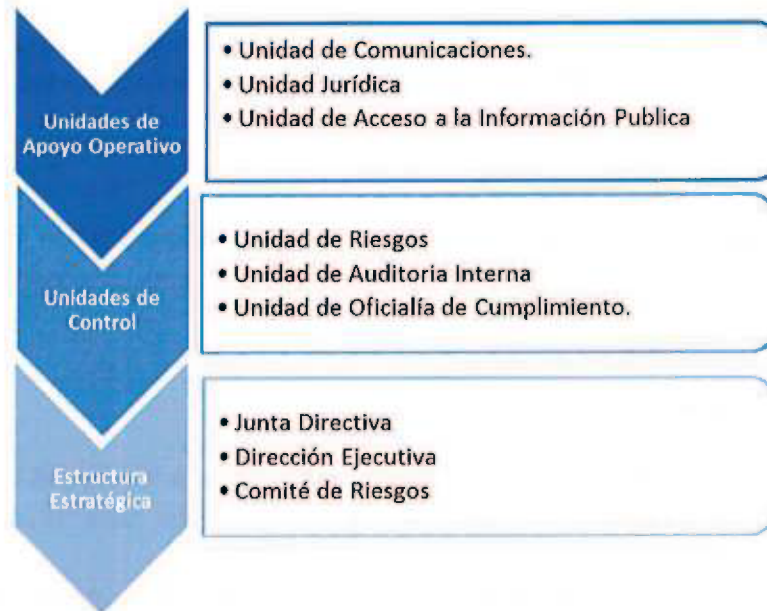 Unidades de
Apoyo Operativo
• Unidad de Comunicaciones.
• Unidad Jurídica
• Unidad de Acceso a la Información Publica
Unidades de
Control
• Unidad de Riesgos
• Unidad de Auditoria Interna
• Unidad de Oficialía de Cumplimiento.
Estructura
Estratégica
• Junta Directiva
• Dirección Ejecutiva
• Comité de Riesgos